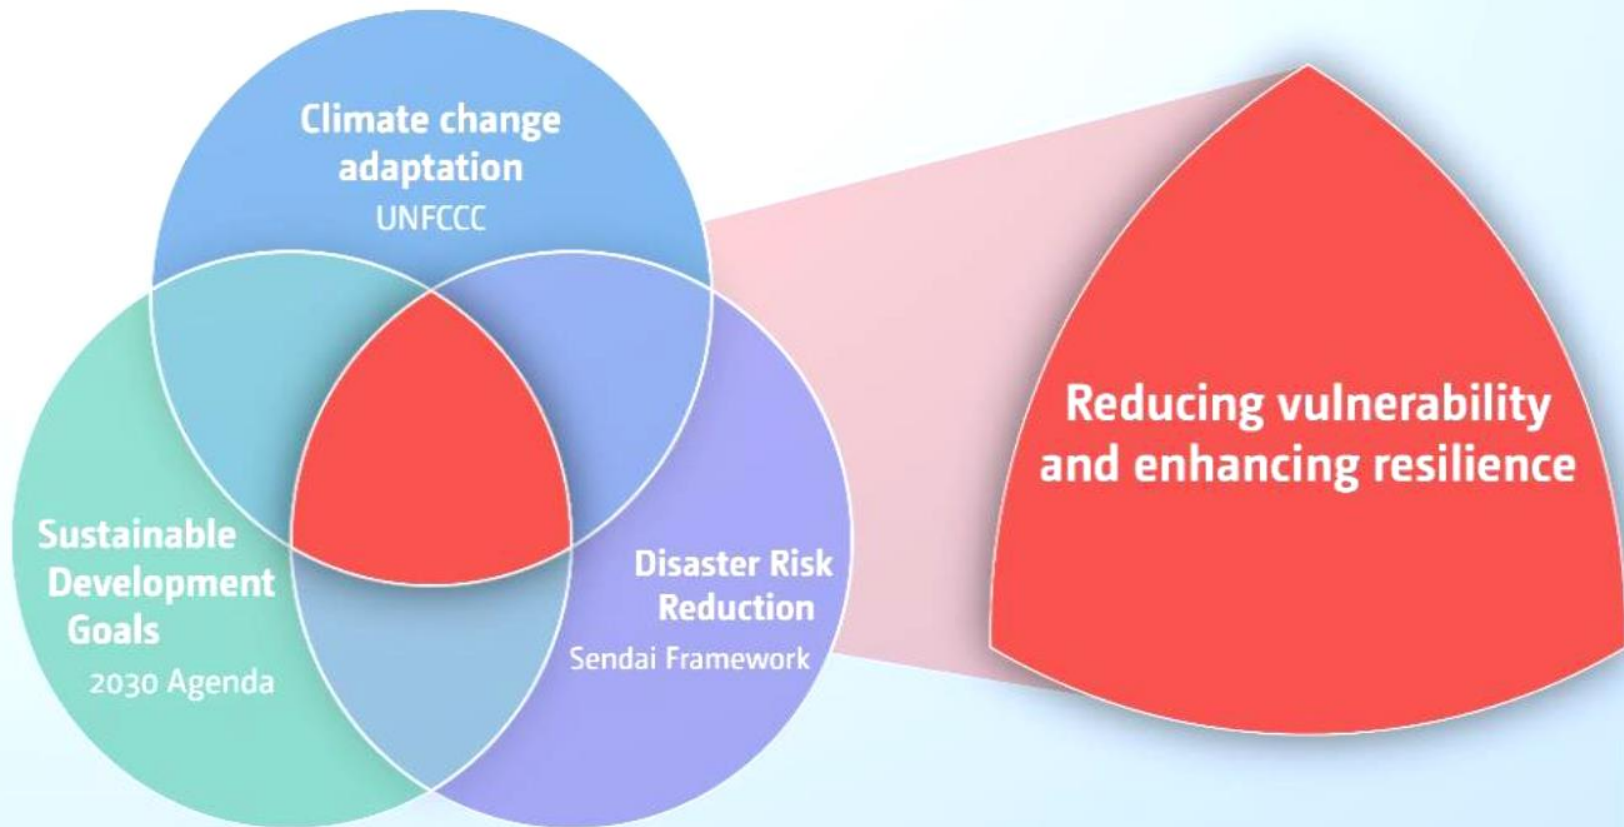 Climate change
adaptation
UNFCCC
Sustainable
Development
Goals
2030 Agenda
Disaster Risk
Reduction
Sendai Framework
Reducing vulnerability
and enhancing resilience